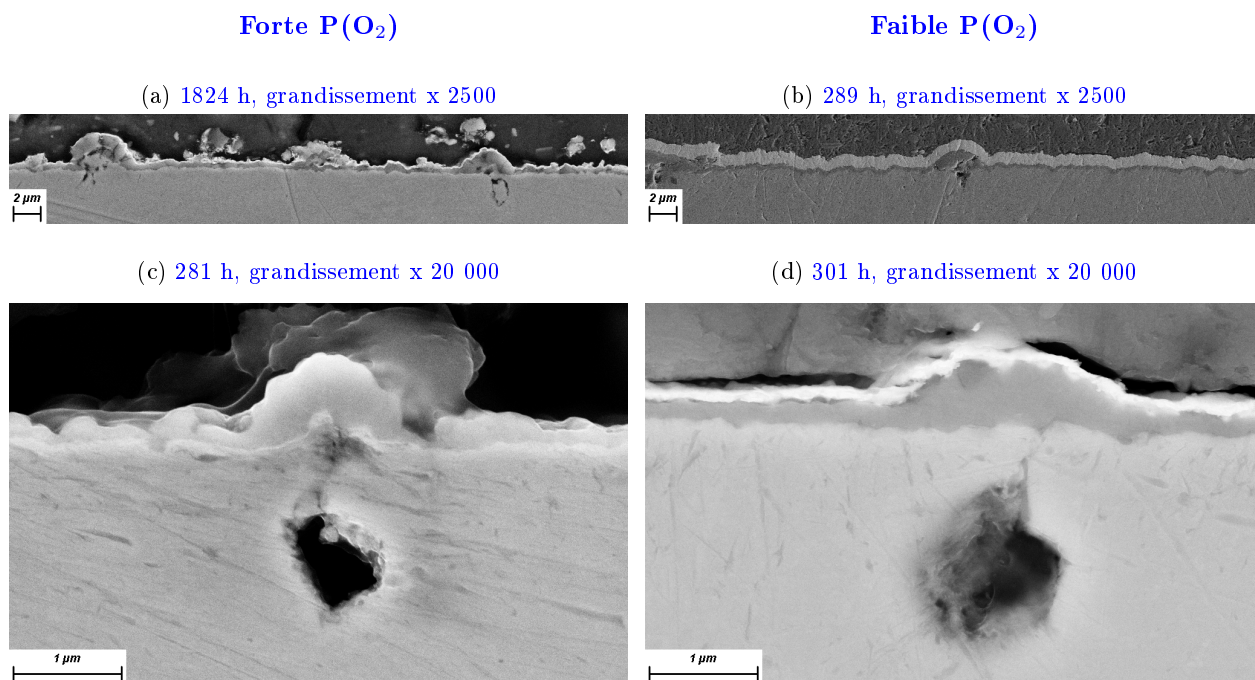 Forte P(O₂)
Faible P(O₂)
(a) 1824 h, grandissement x 2500
(b) 289 h, grandissement x 2500
2 µm
2 µm
(c) 281 h, grandissement x 20 000
(d) 301 h, grandissement x 20 000
1 µm
1 µm